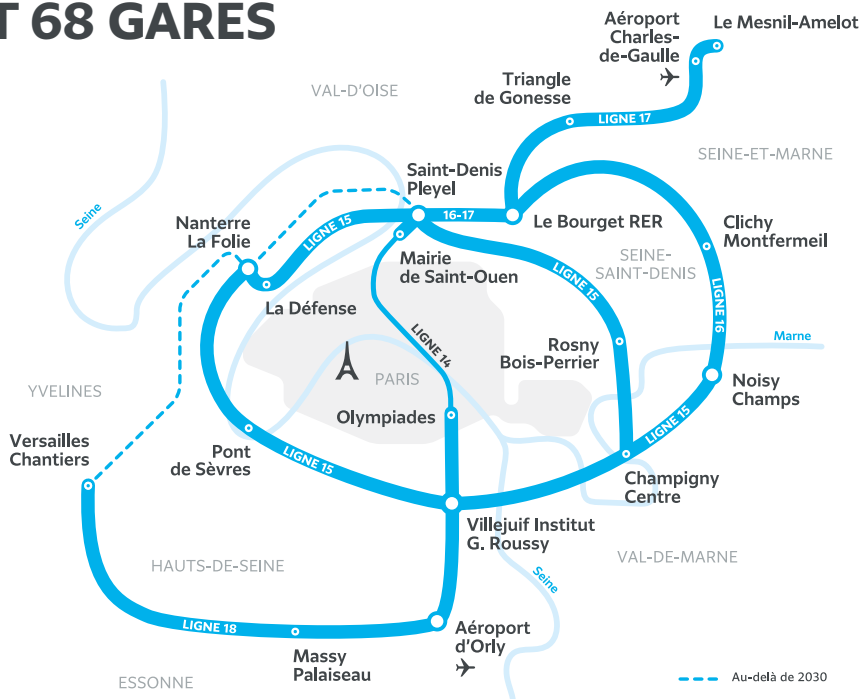 T 68 GARES
Aéroport
Charles-
de-Gaulle
Le Mesnil-Amelot
VAL-D'OISE
Triangle
de Gonesse
LIGNE 17
SEINE-ET-MARNE
Saint-Denis
Pleyel
Seine
Nanterre
La Folie
LIGNE 15
16-17
Le Bourget RER
Clichy
Montfermeil
Mairie
de Saint-Ouen
SEINE-
SAINT-DENIS
LIGNE 15
La Défense
LIGNE 16
LIGNE 14
Rosny
Bois-Perrier
Marne
YVELINES
PARIS
Noisy
Champs
Olympiades
Versailles
Chantiers
Pont
de Sèvres
LIGNE 15
LIGNE 15
Champigny
Centre
Villejuif Institut
G. Roussy
HAUTS-DE-SEINE
VAL-DE-MARNE
Seine
LIGNE 18
Aéroport
d'Orly
Massy
Palaiseau
ESSONNE
Au-delà de 2030